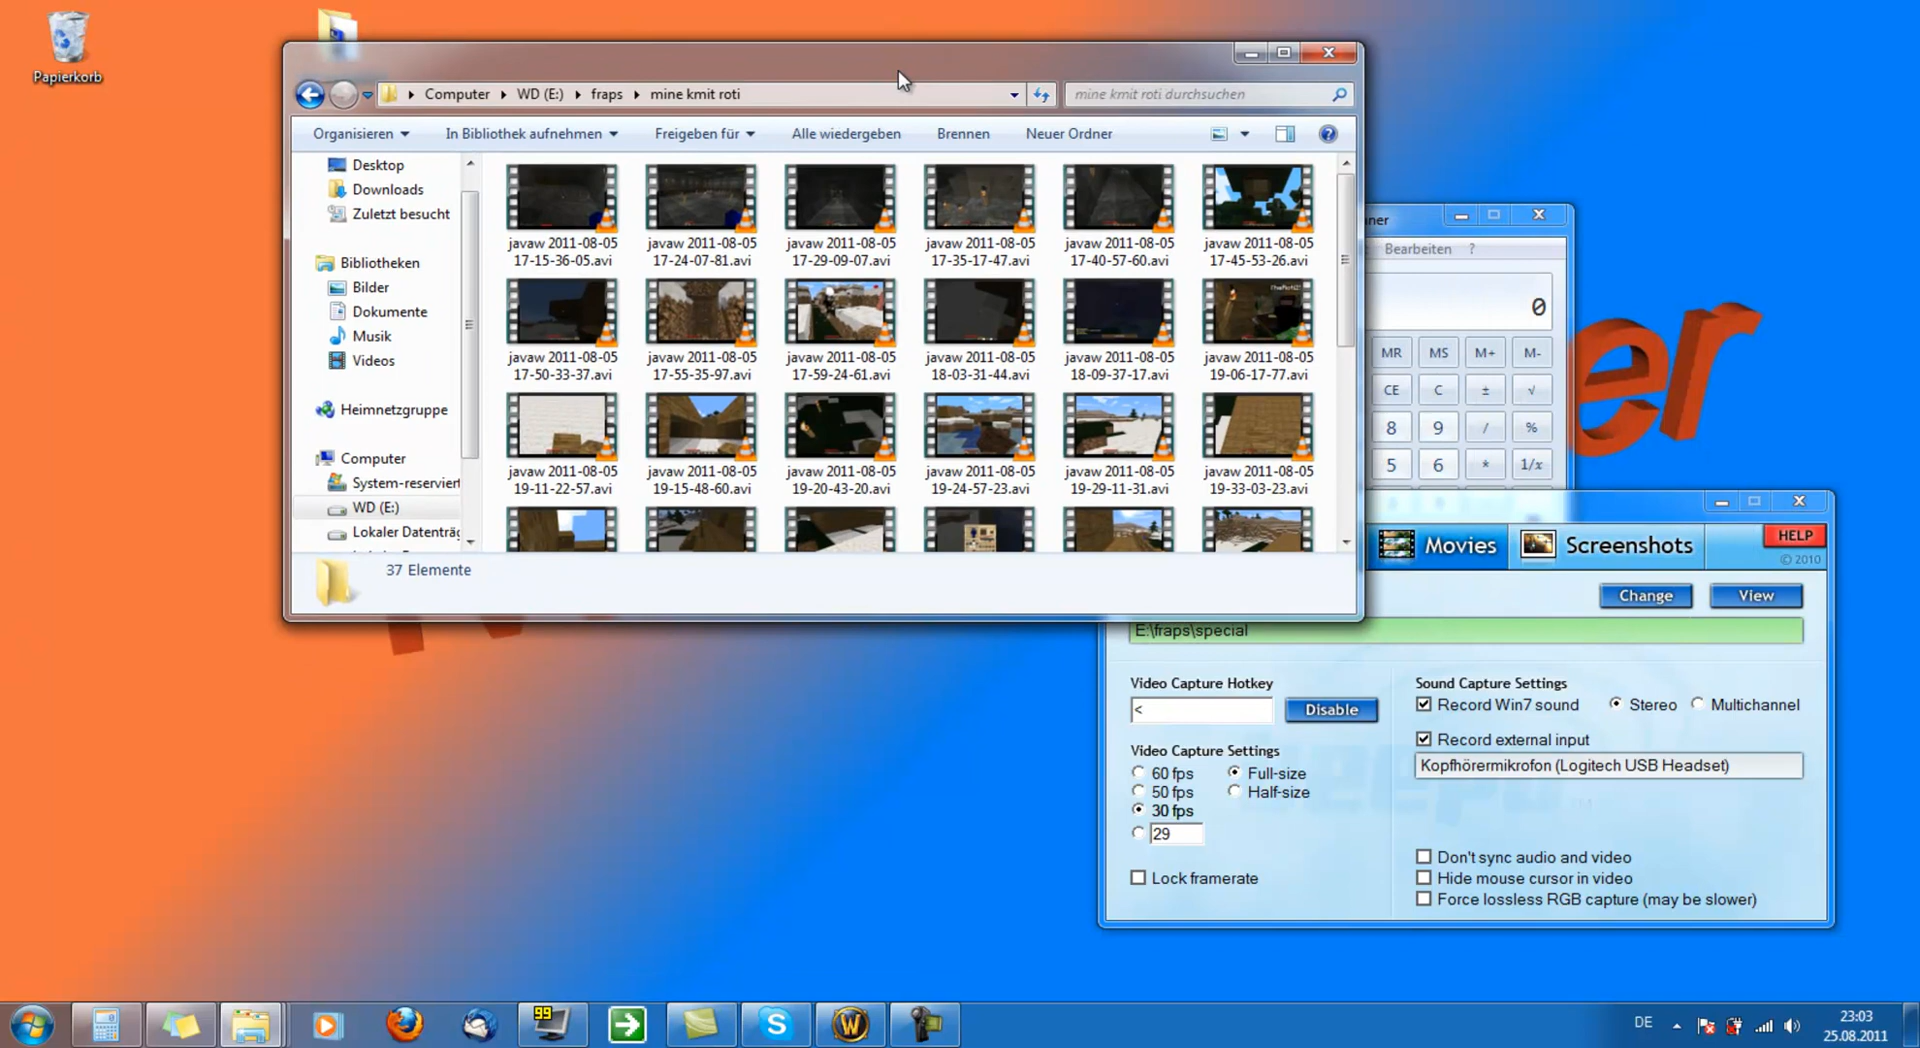 Papierkorb
Computer WD (E:) fraps mine kmit roti
mine kmit roti durchsuchen
Organisieren In Bibliothek aufnehmen Freigeben für Alle wiedergeben Brennen Neuer Ordner
Desktop
Downloads
Zuletzt besucht
Bibliotheken
Bilder
Dokumente
Musik
Videos
Heimnetzgruppe
Computer
System-reserviert
WD (E:)
Lokaler Datenträg
javaw 2011-08-05 17-15-36-05.avi
javaw 2011-08-05 17-24-07-81.avi
javaw 2011-08-05 17-29-09-07.avi
javaw 2011-08-05 17-35-17-47.avi
javaw 2011-08-05 17-40-57-60.avi
javaw 2011-08-05 17-45-53-26.avi
javaw 2011-08-05 17-50-33-37.avi
javaw 2011-08-05 17-55-35-97.avi
javaw 2011-08-05 17-59-24-61.avi
javaw 2011-08-05 18-03-31-44.avi
javaw 2011-08-05 18-09-37-17.avi
javaw 2011-08-05 19-06-17-77.avi
javaw 2011-08-05 19-11-22-57.avi
javaw 2011-08-05 19-15-48-60.avi
javaw 2011-08-05 19-20-43-20.avi
javaw 2011-08-05 19-24-57-23.avi
javaw 2011-08-05 19-29-11-31.avi
javaw 2011-08-05 19-33-03-23.avi
37 Elemente
ner
Bearbeiten ?
0
MR MS M+ M-
CE C ± √
8 9 / %
5 6 * 1/x
er
Movies Screenshots HELP
© 2010
Change View
E:\fraps\special
Video Capture Hotkey
<
Disable
Video Capture Settings
60 fps Full-size
50 fps Half-size
30 fps
29
Lock framerate
Sound Capture Settings
Record Win7 sound Stereo Multichannel
Record external input
Kopfhörermikrofon (Logitech USB Headset)
Don't sync audio and video
Hide mouse cursor in video
Force lossless RGB capture (may be slower)
99
DE
23:03
25.08.2011